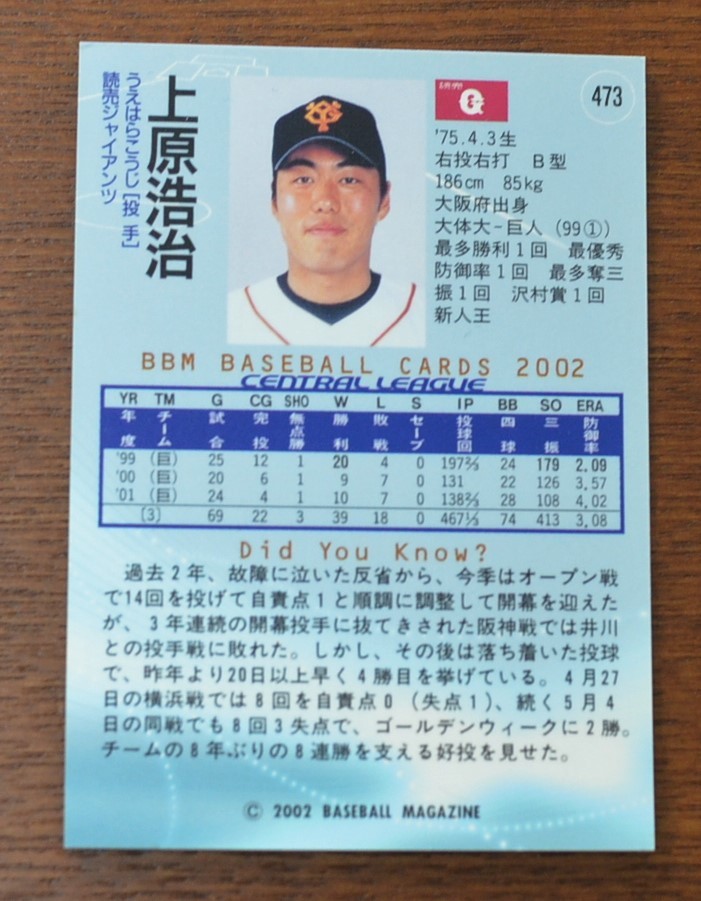 上原浩治
うえはらこうじ [投 手]
読売ジャイアンツ
読売
G
473
'75.4.3生
右投右打 B型
186cm 85kg
大阪府出身
大体大-巨人 (99①)
最多勝利1回 最優秀
防御率1回 最多奪三
振1回 沢村賞1回
新人王
BBM BASEBALL CARDS 2002
CENTRAL LEAGUE
YR TM G CG SHO W L S IP BB SO ERA
年度 チーム 試合 完投 無点勝 勝利 敗戦 セーブ 投球回 四球 三振 防御率
'99 (巨) 25 12 1 20 4 0 197⅔ 24 179 2.09
'00 (巨) 20 6 1 9 7 0 131 22 126 3.57
'01 (巨) 24 4 1 10 7 0 138⅔ 28 108 4.02
(3) 69 22 3 39 18 0 467⅓ 74 413 3.08
Did You Know?
過去2年、故障に泣いた反省から、今季はオープン戦
で14回を投げて自責点1と順調に調整して開幕を迎えた
が、3年連続の開幕投手に抜てきされた阪神戦では井川
との投手戦に敗れた。しかし、その後は落ち着いた投球
で、昨年より20日以上早く4勝目を挙げている。4月27
日の横浜戦では8回を自責点0（失点1）、続く5月4
日の同戦でも8回3失点で、ゴールデンウィークに2勝。
チームの8年ぶりの8連勝を支える好投を見せた。
© 2002 BASEBALL MAGAZINE